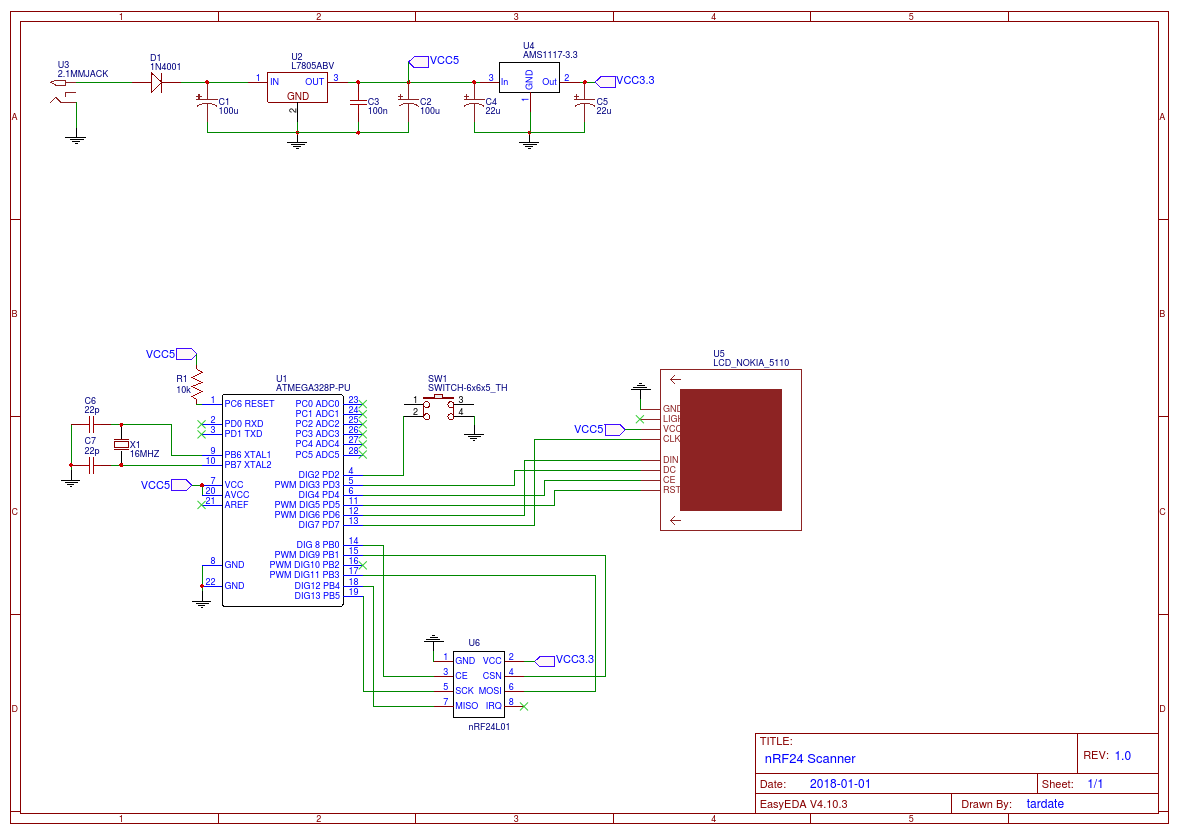 1 2 3 4 5
U3
2.1MMJACK
D1
1N4001
U2
L7805ABV
1 IN OUT 3
GND
2
C1
100u
C3
100n
C2
100u
VCC5
U4
AMS1117-3.3
3 In GND Out 2
1
C4
22u
C5
22u
VCC3.3
A A
B B
VCC5
R1
10k
U1
ATMEGA328P-PU
1 PC6 RESET
2 PD0 RXD
3 PD1 TXD
9 PB6 XTAL1
10 PB7 XTAL2
7 VCC
20 AVCC
21 AREF
8 GND
22 GND
PC0 ADC0 23
PC1 ADC1 24
PC2 ADC2 25
PC3 ADC3 26
PC4 ADC4 27
PC5 ADC5 28
DIG2 PD2 4
PWM DIG3 PD3 5
DIG4 PD4 6
PWM DIG5 PD5 11
PWM DIG6 PD6 12
DIG7 PD7 13
DIG 8 PB0 14
PWM DIG9 PB1 15
PWM DIG10 PB2 16
PWM DIG11 PB3 17
DIG12 PB4 18
DIG13 PB5 19
C6
22p
C7
22p
X1
16MHZ
VCC5
SW1
SWITCH-6x6x5_TH
1 3
2 4
U5
LCD_NOKIA_5110
GND
LIG
VCC
CLK
DIN
DC
CE
RST
VCC5
C C
U6
1 GND VCC 2
3 CE CSN 4
5 SCK MOSI 6
7 MISO IRQ 8
nRF24L01
VCC3.3
D D
TITLE:
nRF24 Scanner
REV: 1.0
Date: 2018-01-01
Sheet: 1/1
EasyEDA V4.10.3
Drawn By: tardate
1 2 3 4 5